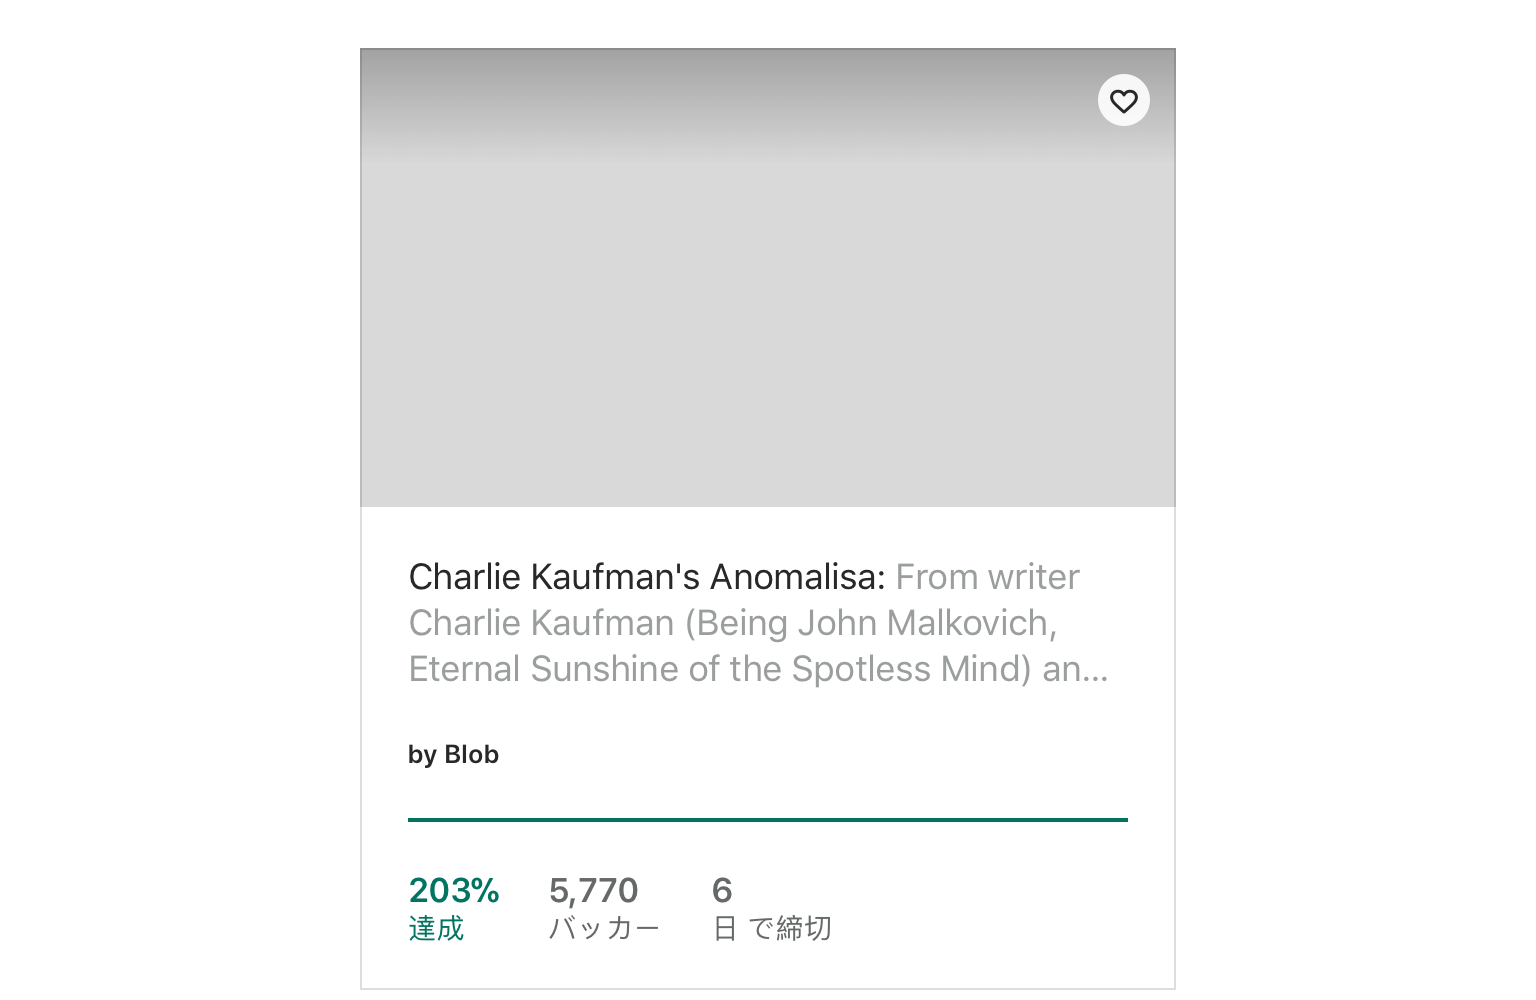 Charlie Kaufman's Anomalisa: From writer
Charlie Kaufman (Being John Malkovich,
Eternal Sunshine of the Spotless Mind) an...
by Blob
203% 5,770 6
達成 バッカー 日 で締切